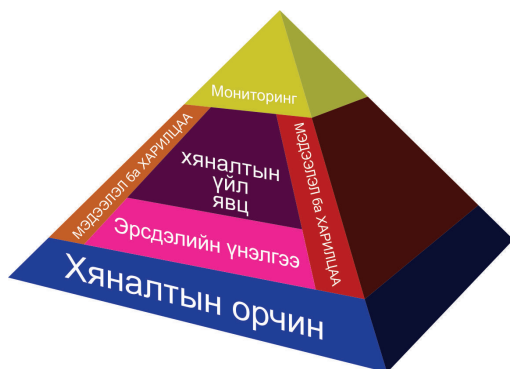 Мониторинг
МЭДЭЭЛЭЛ ба ХАРИЛЦАА
хяналтын
үйл
явц
МЭДЭЭЛЭЛ ба ХАРИЛЦАА
Эрсдэлийн үнэлгээ
Хяналтын орчин